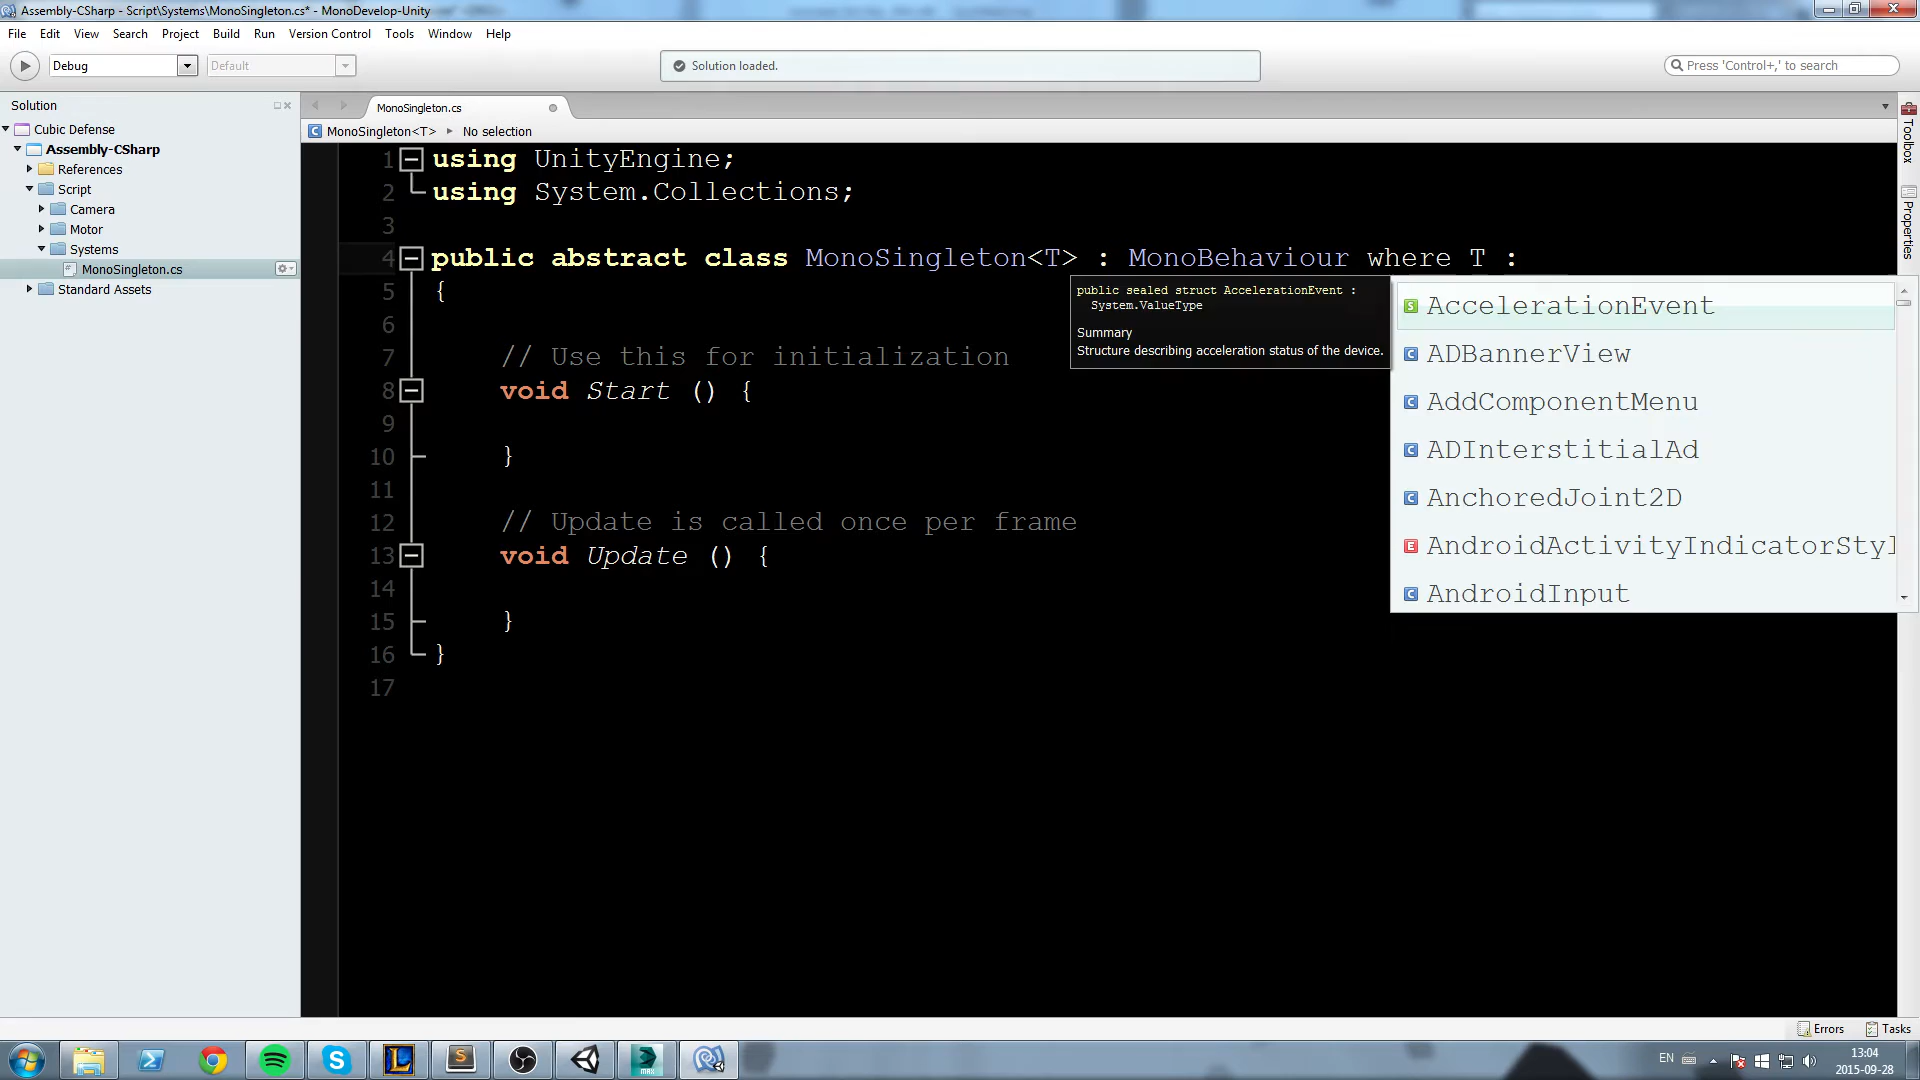 Assembly-CSharp - Script\Systems\MonoSingleton.cs* - MonoDevelop-Unity
File Edit View Search Project Build Run Version Control Tools Window Help
Debug Default Solution loaded. Press 'Control+,' to search
Solution
Cubic Defense
Assembly-CSharp
References
Script
Camera
Motor
Systems
MonoSingleton.cs
Standard Assets
MonoSingleton.cs
MonoSingleton<T> No selection
1 using UnityEngine;
2 using System.Collections;
3
4 public abstract class MonoSingleton<T> : MonoBehaviour where T :
5 {
6
7 // Use this for initialization
8 void Start () {
9
10 }
11
12 // Update is called once per frame
13 void Update () {
14
15 }
16 }
17
public sealed struct AccelerationEvent :
System.ValueType
Summary
Structure describing acceleration status of the device.
AccelerationEvent
ADBannerView
AddComponentMenu
ADInterstitialAd
AnchoredJoint2D
AndroidActivityIndicatorStyl
AndroidInput
Toolbox
Properties
Errors Tasks
EN
13:04
2015-09-28